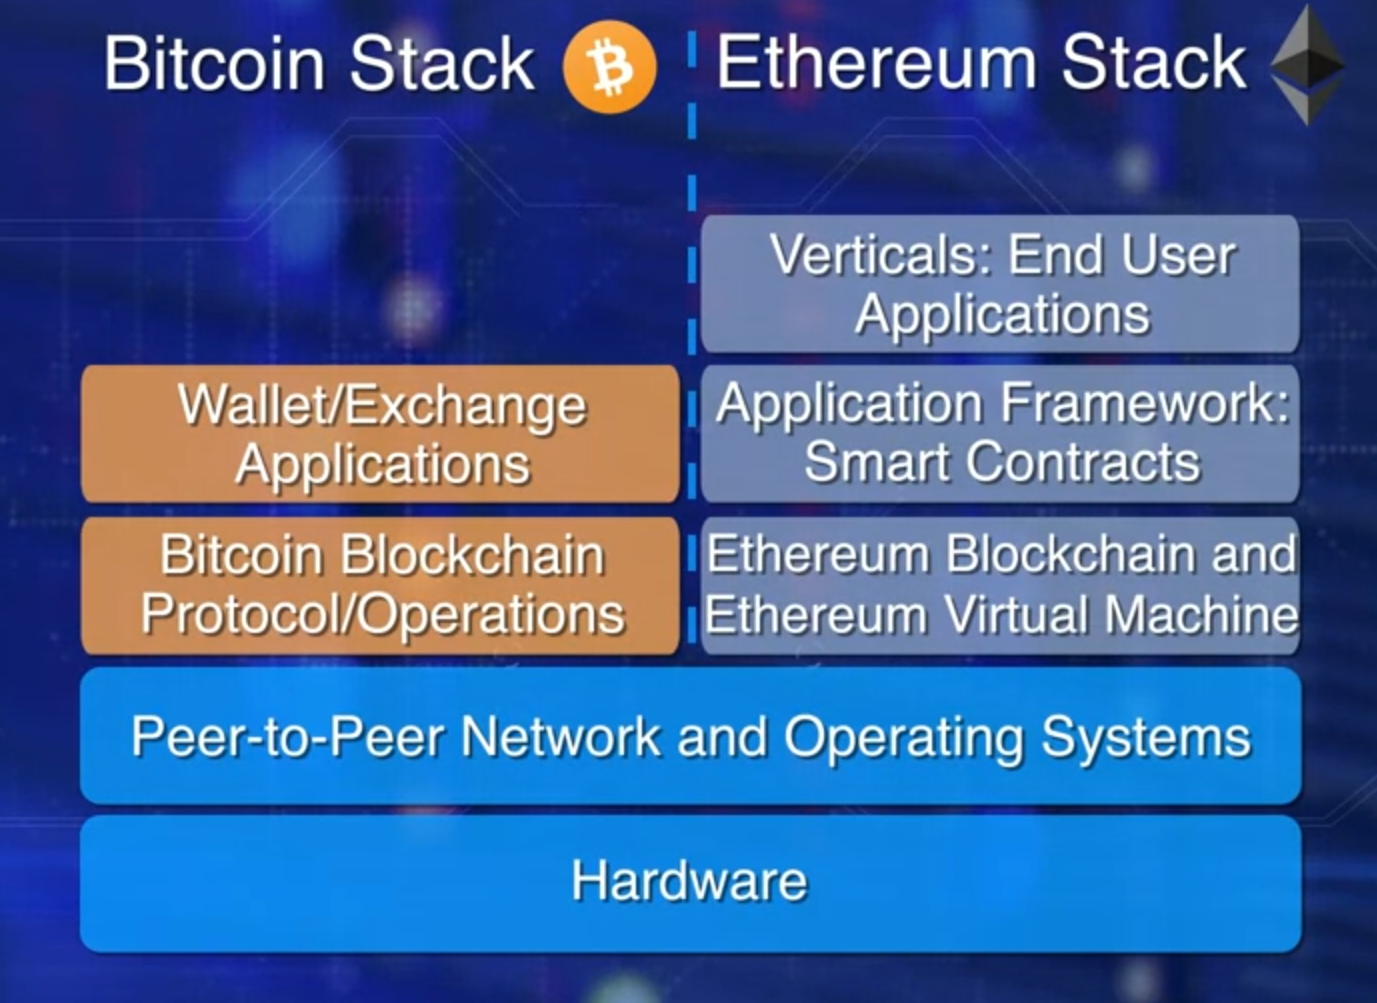 Bitcoin Stack
Ethereum Stack
Verticals: End User
Applications
Wallet/Exchange
Applications
Application Framework:
Smart Contracts
Bitcoin Blockchain
Protocol/Operations
Ethereum Blockchain and
Ethereum Virtual Machine
Peer-to-Peer Network and Operating Systems
Hardware